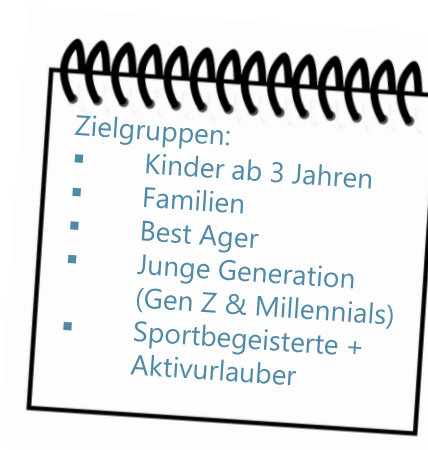 Zielgruppen:
▪ Kinder ab 3 Jahren
▪ Familien
▪ Best Ager
▪ Junge Generation
(Gen Z & Millennials)
▪ Sportbegeisterte +
Aktivurlauber